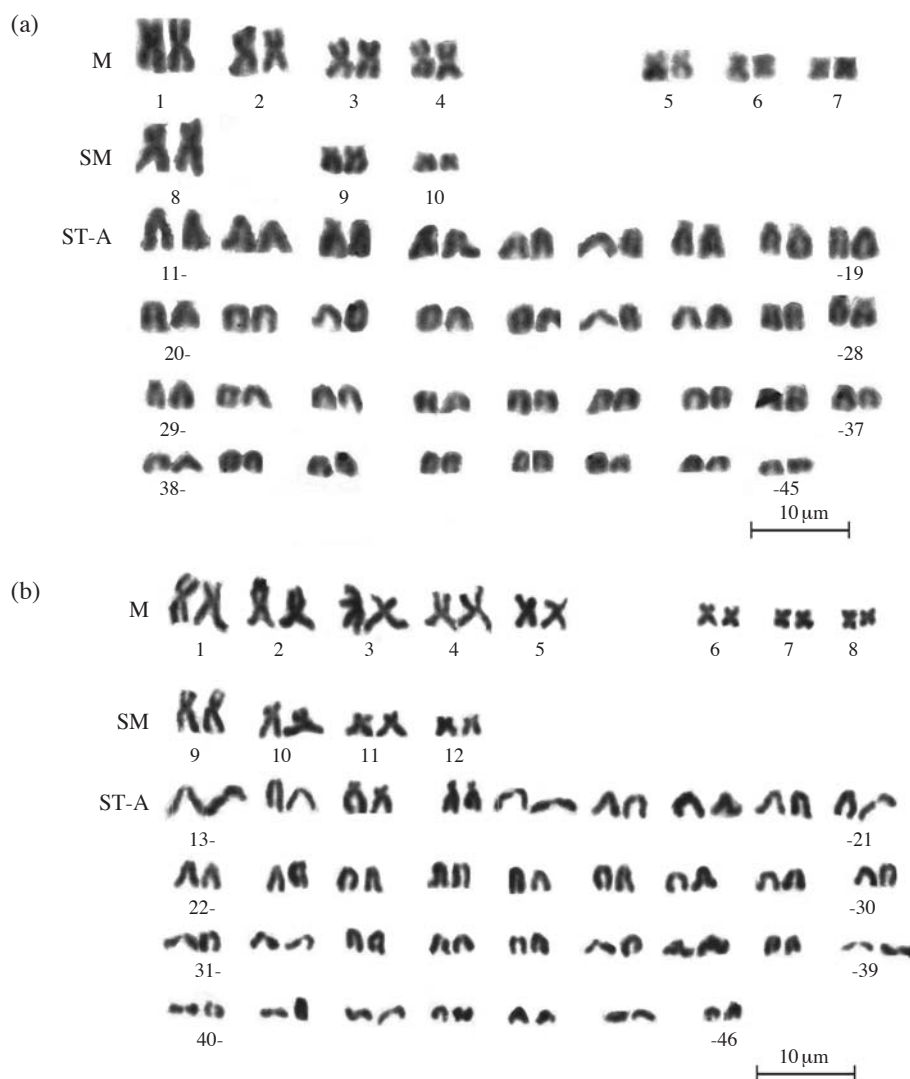 (a)
M
1 2 3 4 5 6 7
SM
8 9 10
ST-A
11- -19
20- -28
29- -37
38- -45
10 µm
(b)
M
1 2 3 4 5 6 7 8
SM
9 10 11 12
ST-A
13- -21
22- -30
31- -39
40- -46
10 µm